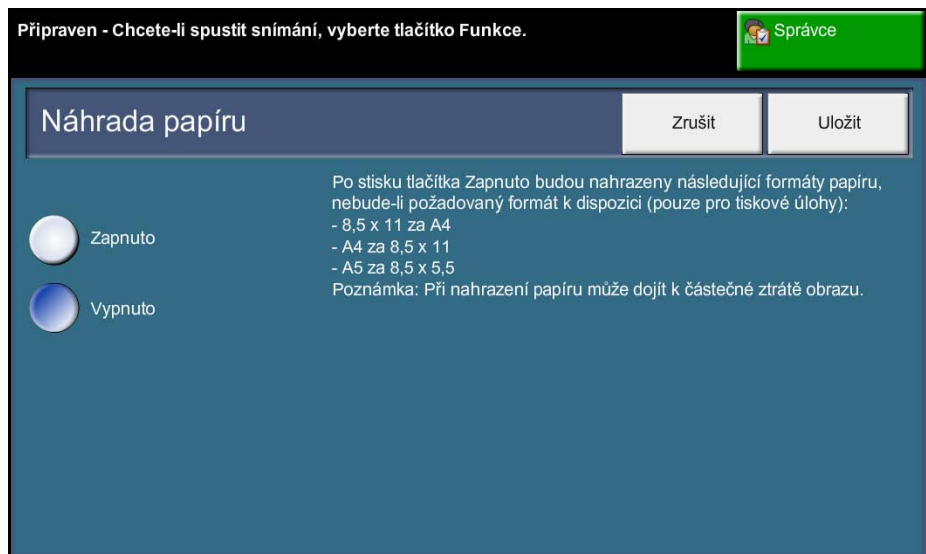 Připraven - Chcete-li spustit snímání, vyberte tlačítko Funkce.
Správce
Náhrada papíru
Zrušit
Uložit
Po stisku tlačítka Zapnuto budou nahrazeny následující formáty papíru,
nebude-li požadovaný formát k dispozici (pouze pro tiskové úlohy):
- 8,5 x 11 za A4
- A4 za 8,5 x 11
- A5 za 8,5 x 5,5
Poznámka: Při nahrazení papíru může dojít k částečné ztrátě obrazu.
Zapnuto
Vypnuto